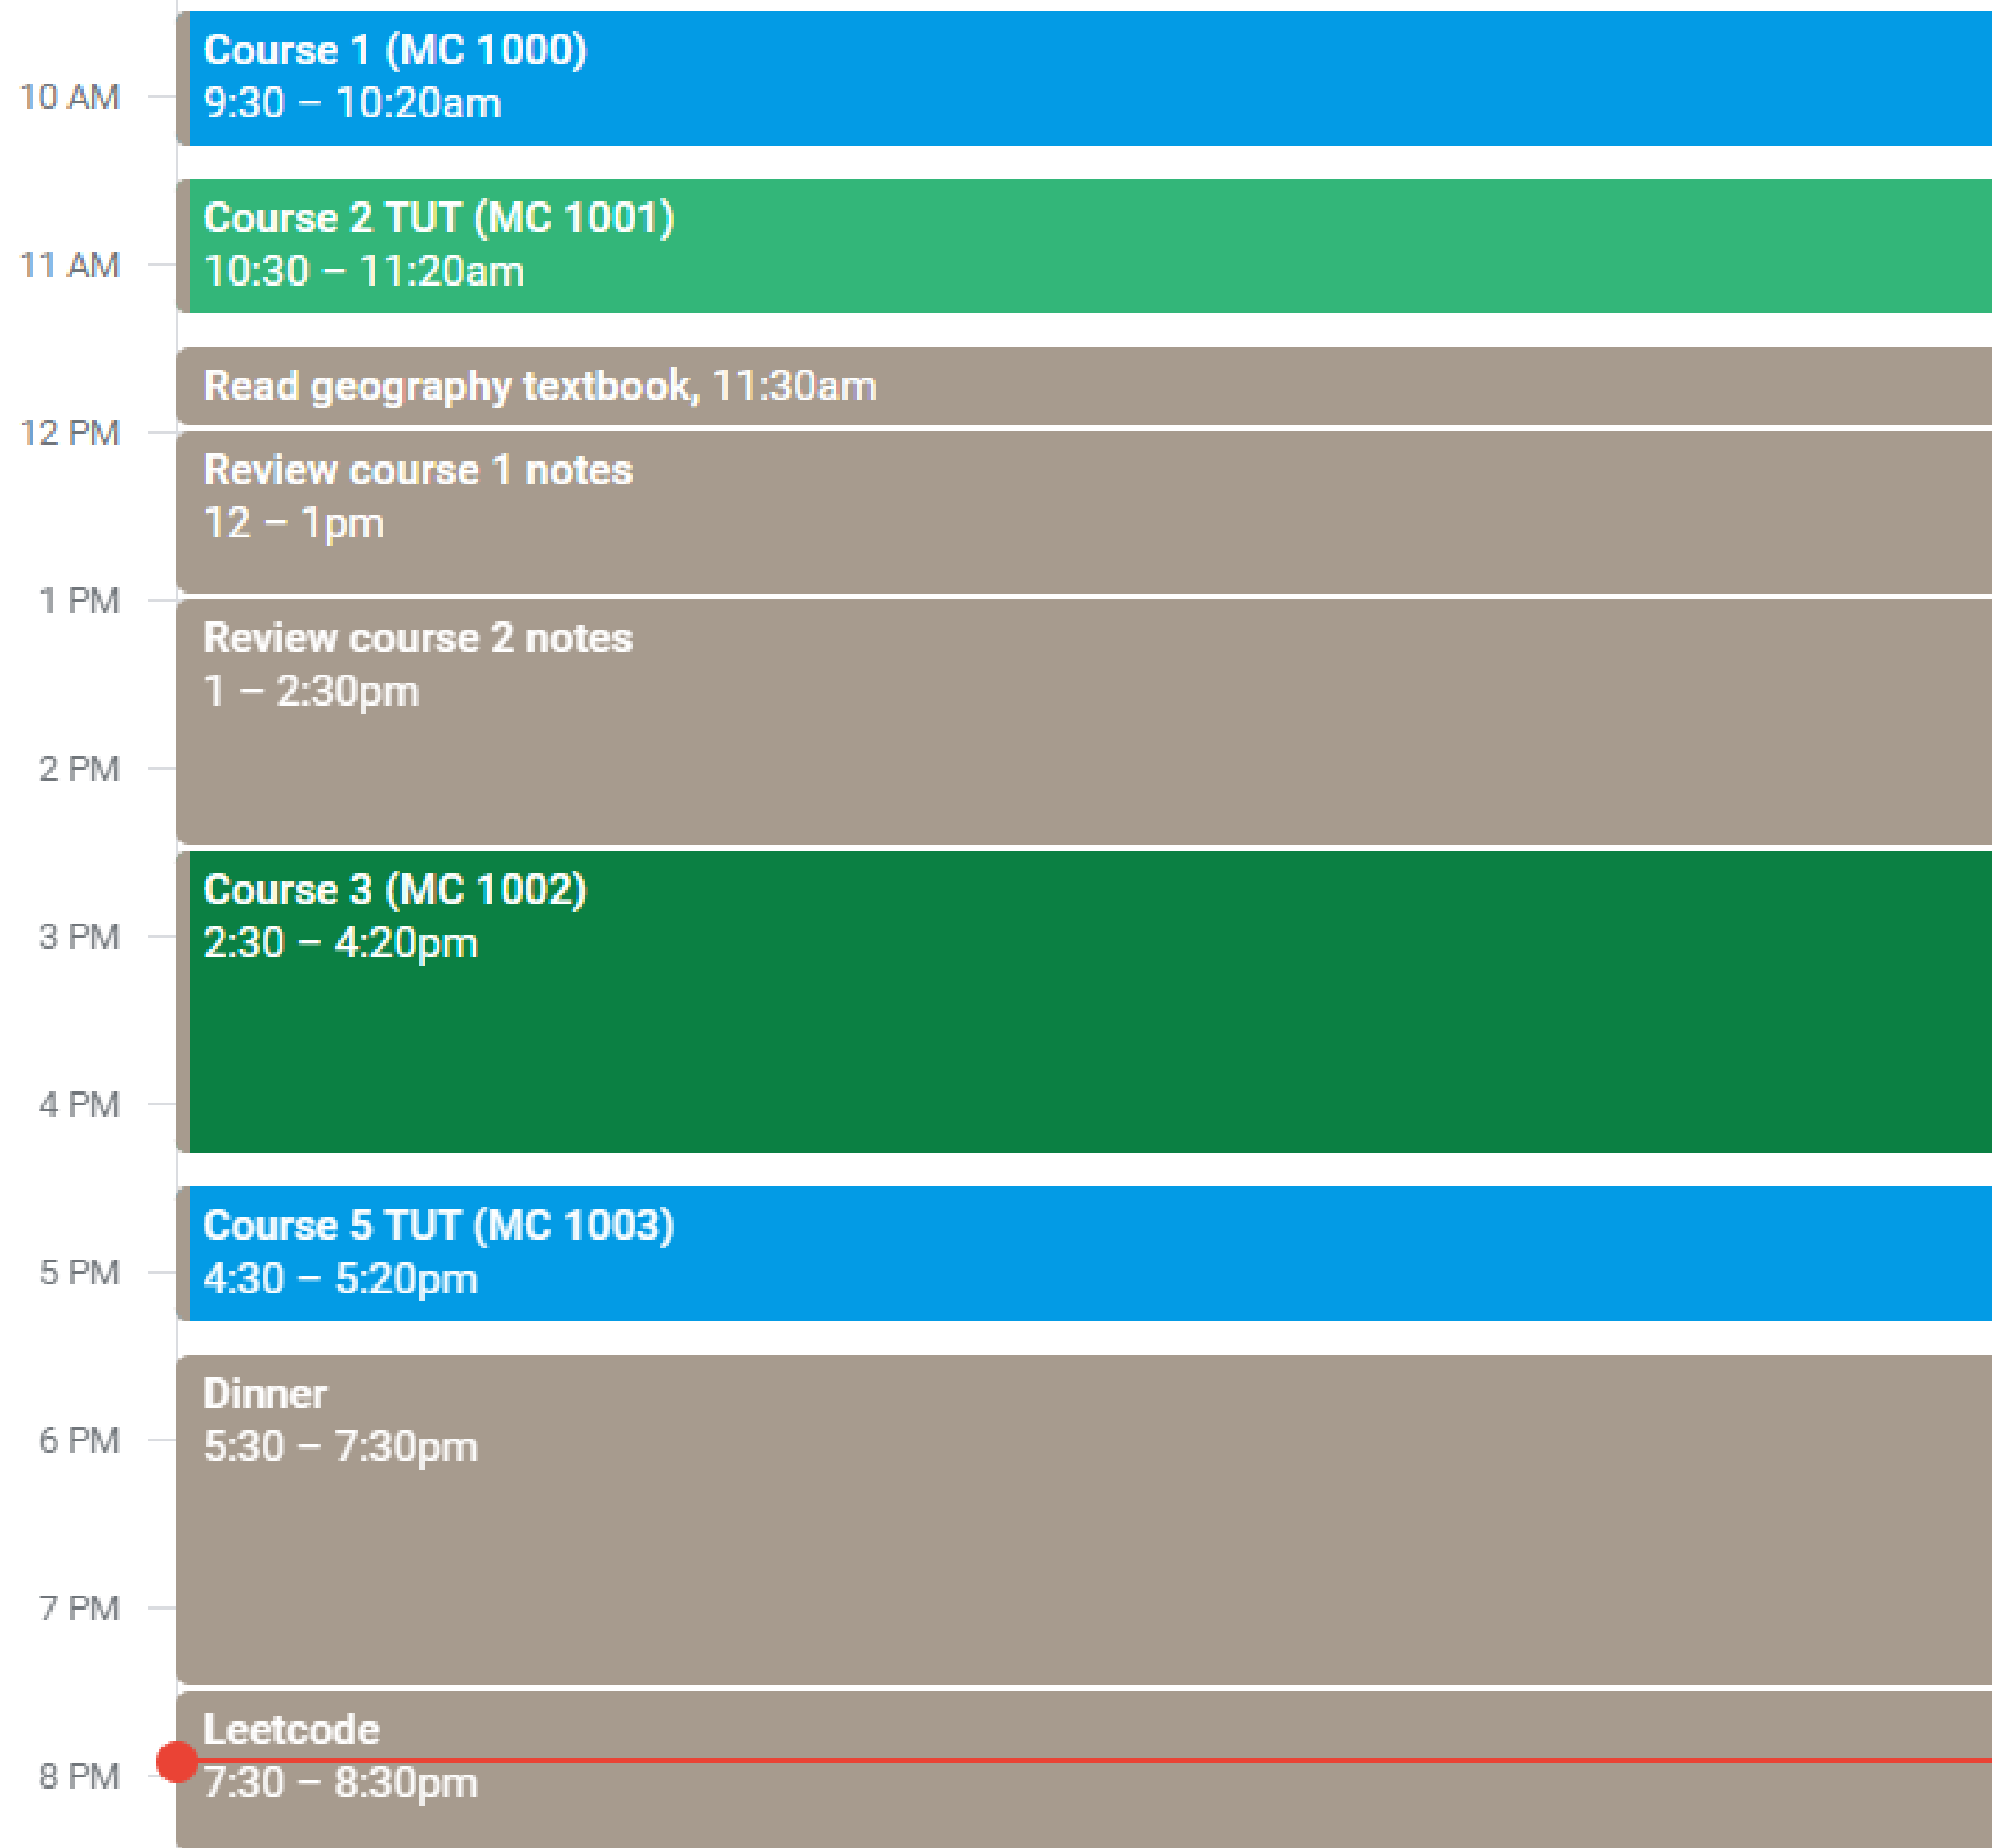 Course 1 (MC 1000)
9:30 – 10:20am
10 AM
Course 2 TUT (MC 1001)
11 AM
10:30 – 11:20am
Read geography textbook, 11:30am
12 PM
Review course 1 notes
12 – 1pm
1 PM
Review course 2 notes
1 – 2:30pm
2 PM
Course 3 (MC 1002)
3 PM
2:30 – 4:20pm
4 PM
Course 5 TUT (MC 1003)
5 PM
4:30 – 5:20pm
Dinner
6 PM
5:30 – 7:30pm
7 PM
Leetcode
8 PM
7:30 – 8:30pm